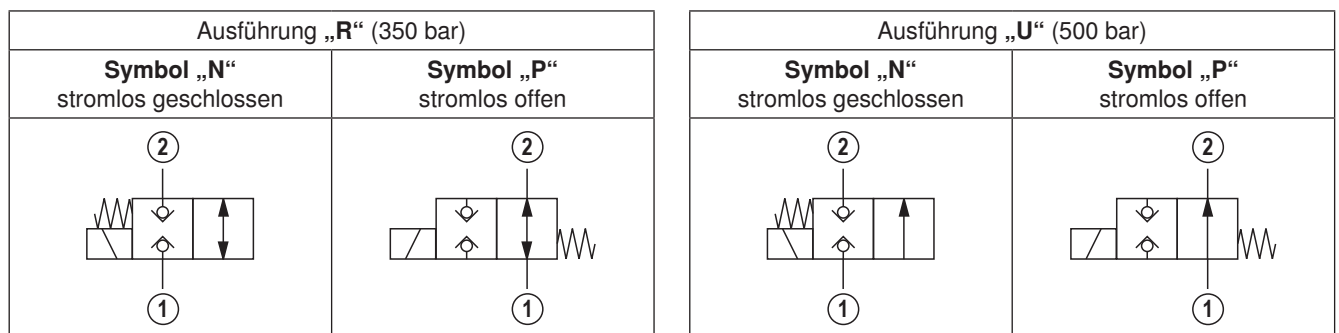 Ausführung „R“ (350 bar)
Symbol „N“
stromlos geschlossen
Symbol „P“
stromlos offen
2
1
2
1
Ausführung „U“ (500 bar)
Symbol „N“
stromlos geschlossen
Symbol „P“
stromlos offen
2
1
2
1